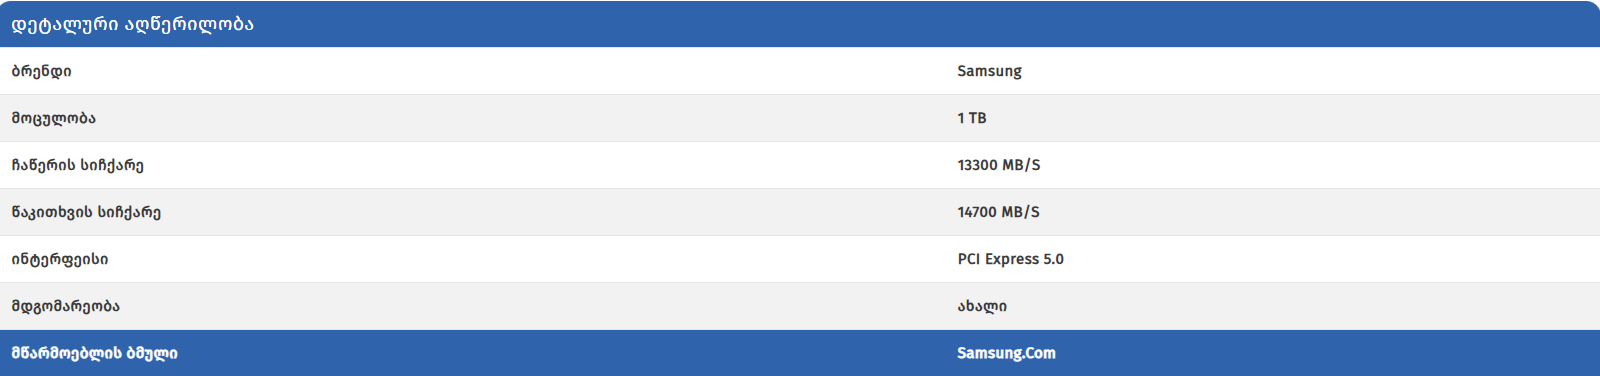 დეტალური აღწერილობა
ბრენდი Samsung
მოცულობა 1 TB
ჩაწერის სიჩქარე 13300 MB/S
წაკითხვის სიჩქარე 14700 MB/S
ინტერფეისი PCI Express 5.0
მდგომარეობა ახალი
მწარმოებლის ბმული Samsung.Com